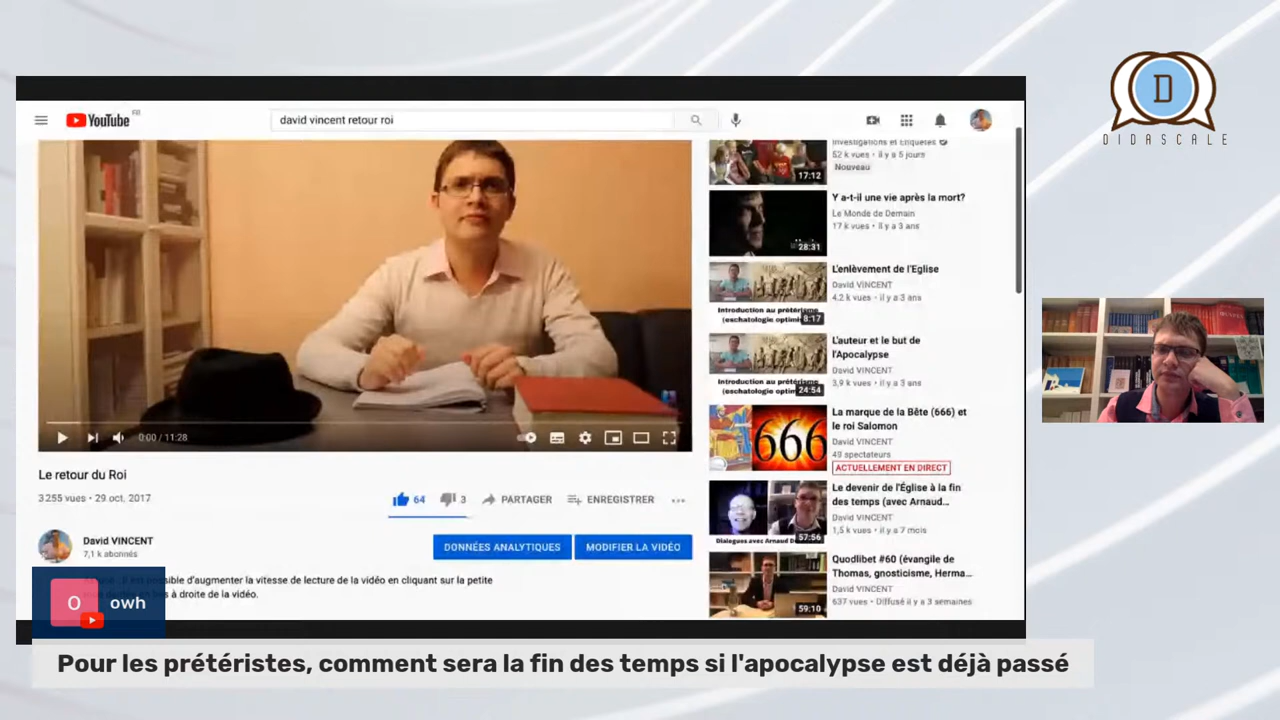 YouTube FR
david vincent retour roi
D
DIDASCALE
Investigations et Enquêtes
52 k vues • il y a 5 jours
Nouveau
17:12
Y a-t-il une vie après la mort?
Le Monde de Demain
17 k vues • il y a 3 ans
28:31
L'enlèvement de l'Eglise
David VINCENT
4.2 k vues • il y a 3 ans
Introduction au prétérisme
(eschatologie optimi
8:17
L'auteur et le but de
l'Apocalypse
David VINCENT
3,9 k vues • il y a 3 ans
Introduction au prétérisme
(eschatologie optimi
24:54
La marque de la Bête (666) et
le roi Salomon
David VINCENT
49 spectateurs
ACTUELLEMENT EN DIRECT
666
Le devenir de l'Église à la fin
des temps (avec Arnaud...
David VINCENT
1,5 k vues • il y a 7 mois
Dialogues avec Arnaud D
57:56
Quodlibet #60 (évangile de
Thomas, gnosticisme, Herma...
David VINCENT
637 vues • Diffusé il y a 3 semaines
59:10
0:00 / 11:28
Le retour du Roi
3 255 vues • 29 oct. 2017
64
3
PARTAGER
ENREGISTRER
David VINCENT
7,1 k abonnés
DONNÉES ANALYTIQUES
MODIFIER LA VIDÉO
d'augmenter la vitesse de lecture de la vidéo en cliquant sur la petite
à droite de la vidéo.
O
owh
Pour les prétéristes, comment sera la fin des temps si l'apocalypse est déjà passé